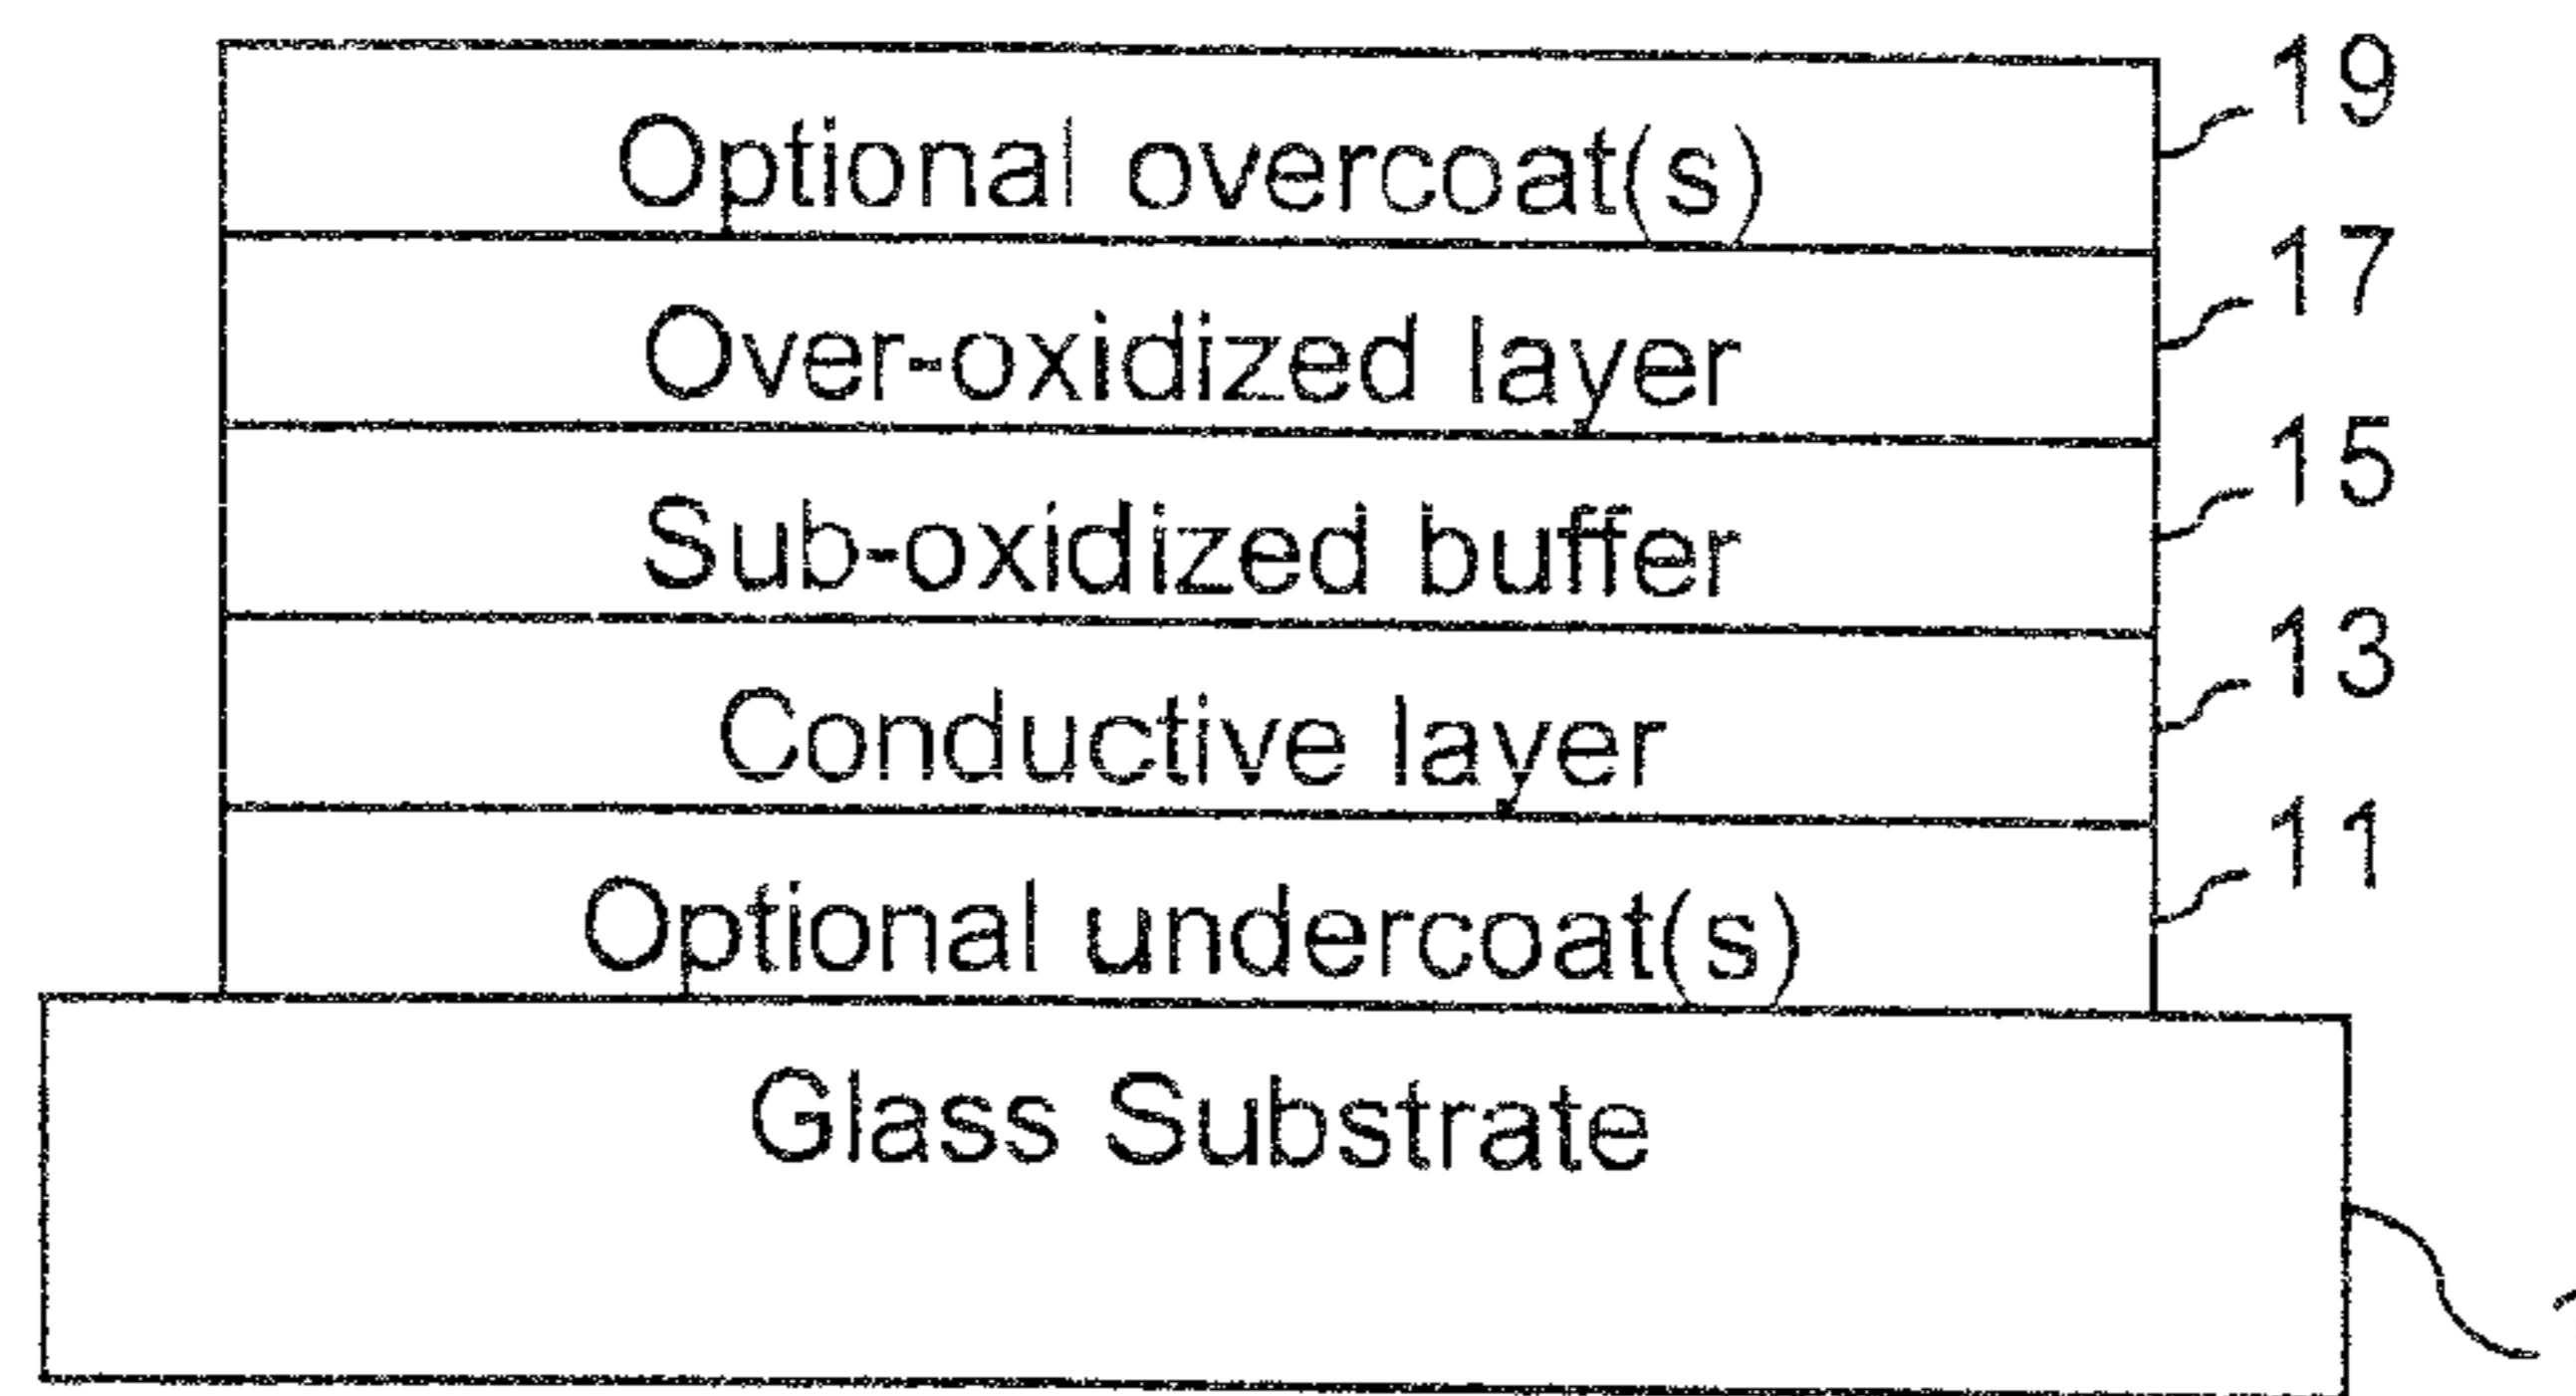 Optional overcoat(s) 19
Over-oxidized layer 17
Sub-oxidized buffer 15
Conductive layer 13
Optional undercoat(s) 11
Glass Substrate